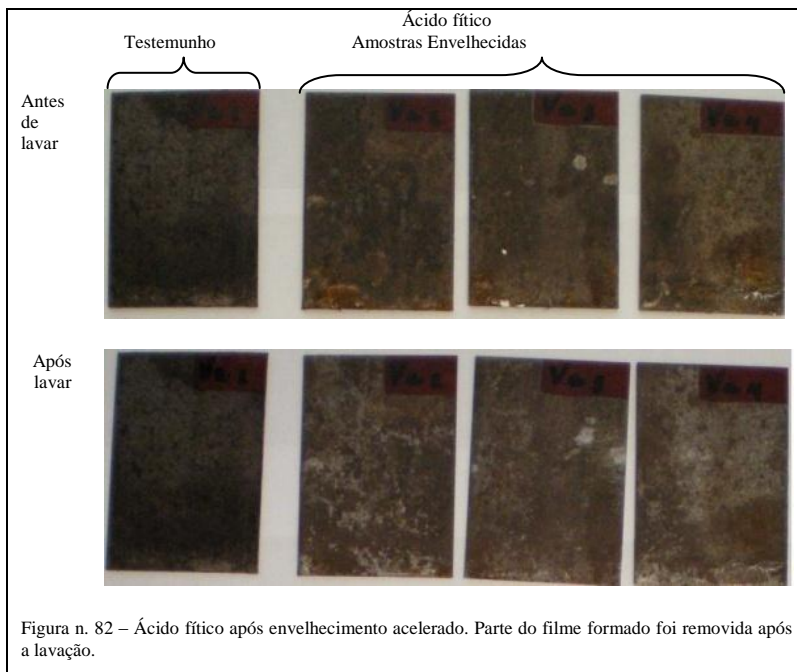 Ácido fítico
Testemunho
Amostras Envelhecidas
Antes
de
lavar
Após
lavar
Figura n. 82 – Ácido fítico após envelhecimento acelerado. Parte do filme formado foi removida após
a lavação.